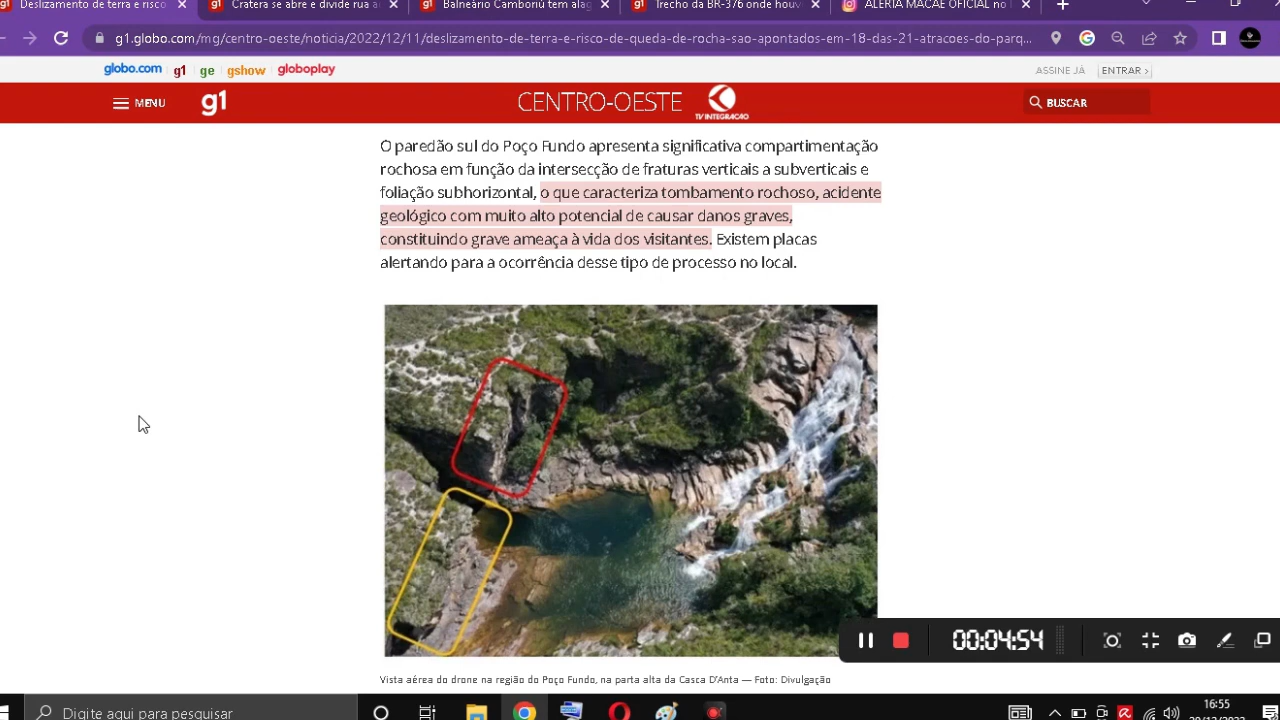 Deslizamento de terra e risco
Cratera se abre e divide rua a
Balneário Camboriú tem alag
Trecho da BR-376 onde houv
ALERTA MACAÉ OFICIAL no I
g1.globo.com/mg/centro-oeste/noticia/2022/12/11/deslizamento-de-terra-e-risco-de-queda-de-rocha-sao-apontados-em-18-das-21-atracoes-do-parq...
globo.com g1 ge gshow globoplay
ASSINE JÁ ENTRAR ›
MENU g1 CENTRO-OESTE TV INTEGRAÇÃO BUSCAR
O paredão sul do Poço Fundo apresenta significativa compartimentação
rochosa em função da intersecção de fraturas verticais a subverticais e
foliação subhorizontal, o que caracteriza tombamento rochoso, acidente
geológico com muito alto potencial de causar danos graves,
constituindo grave ameaça à vida dos visitantes. Existem placas
alertando para a ocorrência desse tipo de processo no local.
00:04:54
Vista aérea do drone na região do Poço Fundo, na parta alta da Casca D'Anta — Foto: Divulgação
Digite aqui para pesquisar
16:55